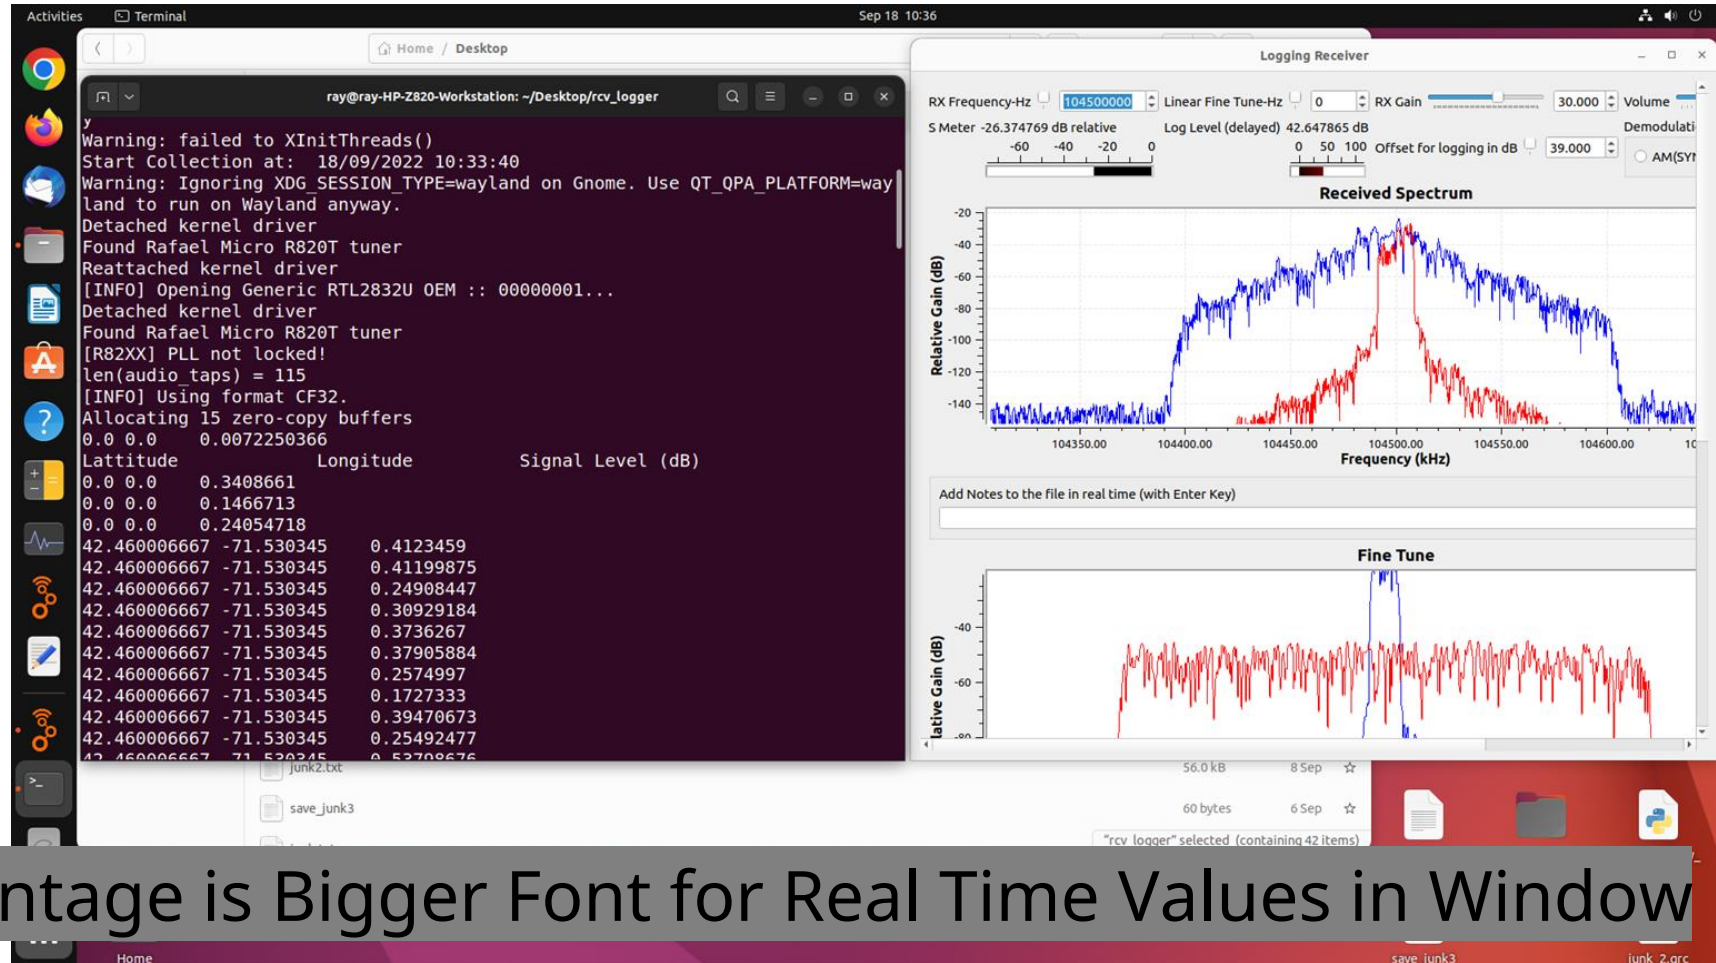 Activities Terminal Sep 18 10:36
Home / Desktop
Logging Receiver
ray@ray-HP-Z820-Workstation: ~/Desktop/rcv_logger
y
Warning: failed to XInitThreads()
Start Collection at:  18/09/2022 10:33:40
Warning: Ignoring XDG_SESSION_TYPE=wayland on Gnome. Use QT_QPA_PLATFORM=way
land to run on Wayland anyway.
Detached kernel driver
Found Rafael Micro R820T tuner
Reattached kernel driver
[INFO] Opening Generic RTL2832U OEM :: 00000001...
Detached kernel driver
Found Rafael Micro R820T tuner
[R82XX] PLL not locked!
len(audio_taps) = 115
[INFO] Using format CF32.
Allocating 15 zero-copy buffers
0.0 0.0    0.0072250366
Lattitude    Longitude    Signal Level (dB)
0.0 0.0    0.3408661
0.0 0.0    0.1466713
0.0 0.0    0.24054718
42.460006667 -71.530345    0.4123459
42.460006667 -71.530345    0.41199875
42.460006667 -71.530345    0.24908447
42.460006667 -71.530345    0.30929184
42.460006667 -71.530345    0.3736267
42.460006667 -71.530345    0.37905884
42.460006667 -71.530345    0.2574997
42.460006667 -71.530345    0.1727333
42.460006667 -71.530345    0.39470673
42.460006667 -71.530345    0.25492477
42.460006667 -71.530345    0.53798676
RX Frequency-Hz 104500000 Linear Fine Tune-Hz 0 RX Gain 30.000 Volume
S Meter -26.374769 dB relative Log Level (delayed) 42.647865 dB Demodulati
-60 -40 -20 0 0 50 100 Offset for logging in dB 39.000 AM(SYN
Received Spectrum
-20
-40
-60
-80
-100
-120
-140
Relative Gain (dB)
104350.00 104400.00 104450.00 104500.00 104550.00 104600.00 10
Frequency (kHz)
Add Notes to the file in real time (with Enter Key)
Fine Tune
-40
-60
-80
lative Gain (dB)
junk2.txt 56.0 kB 8 Sep
save_junk3 60 bytes 6 Sep
"rcv_logger" selected (containing 42 items)
ntage is Bigger Font for Real Time Values in Window
Home save_junk3 junk_2.grc